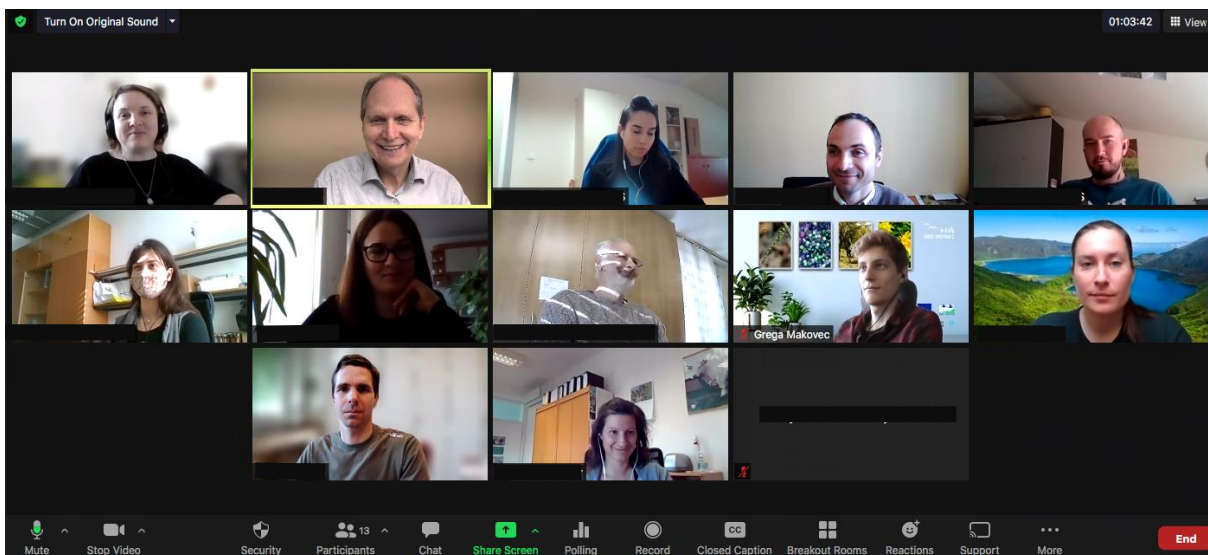 Turn On Original Sound
01:03:42 View
Grega Makovec
13
CC
Mute Stop Video Security Participants Chat Share Screen Polling Record Closed Caption Breakout Rooms Reactions Support More End